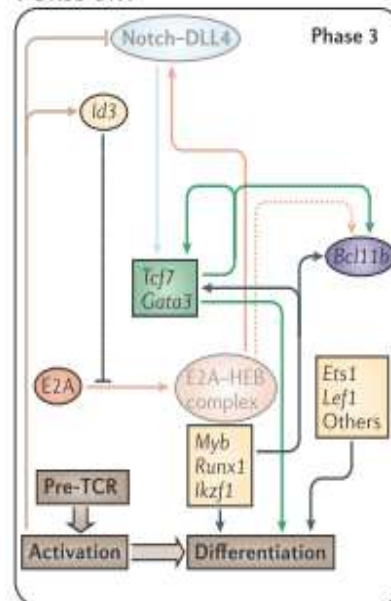 Notch–DLL4
Phase 3
Id3
Bcl11b
Tcf7
Gata3
E2A
E2A–HEB
complex
Ets1
Lef1
Others
Myb
Runx1
Ikzf1
Pre-TCR
Activation
Differentiation